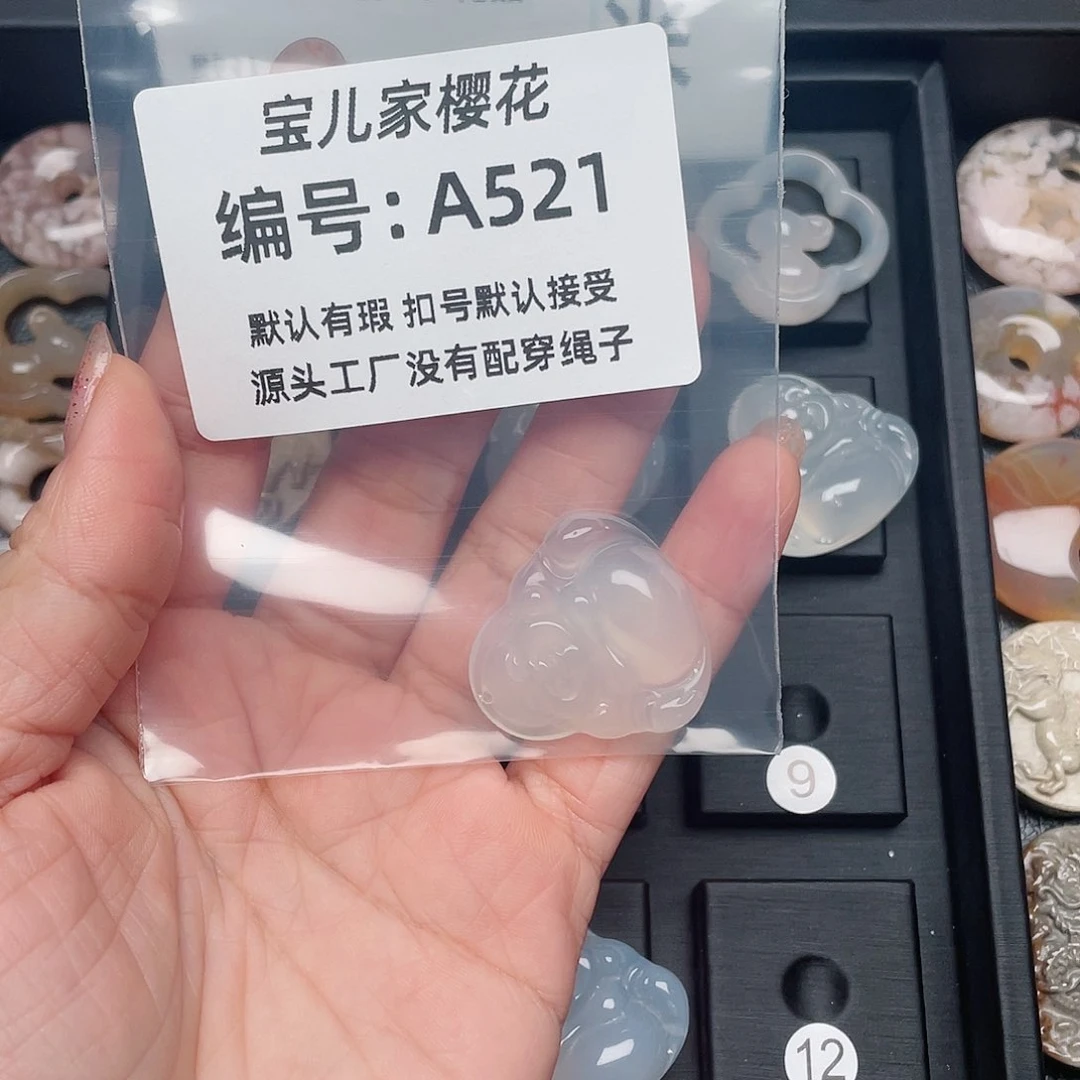 宝儿家樱花
编号：A521
默认有瑕 扣号默认接受
源头工厂没有配穿绳子
9
12